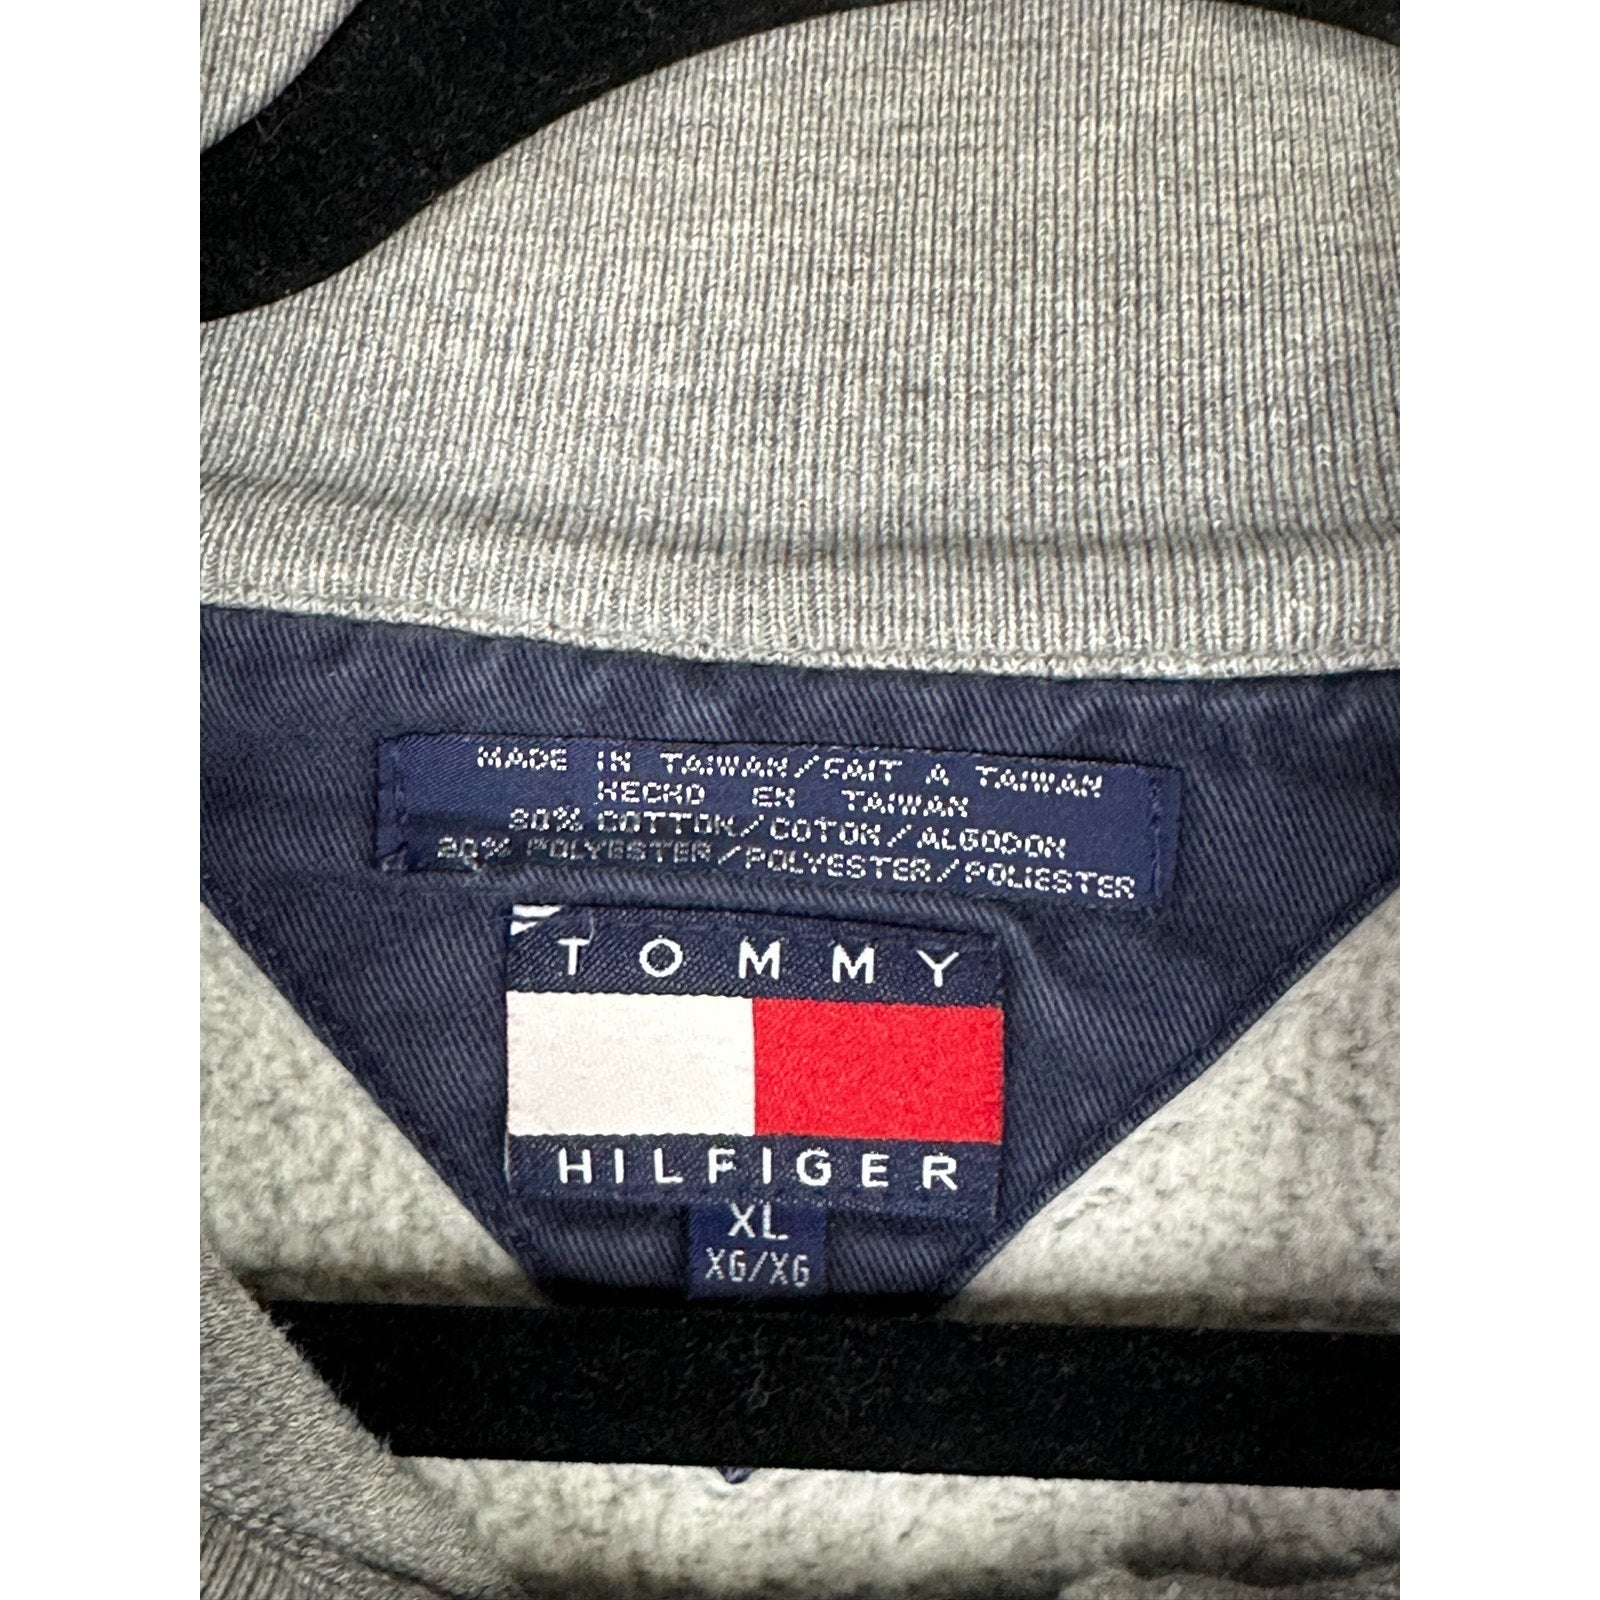 MADE IN TAIWAN/FAIT A TAIWAN
HECHO EN TAIWAN
80% COTTON/COTON/ALGODON
20% POLYESTER/POLYESTER/POLIESTER
TOMMY
HILFIGER
XL
XG/XG